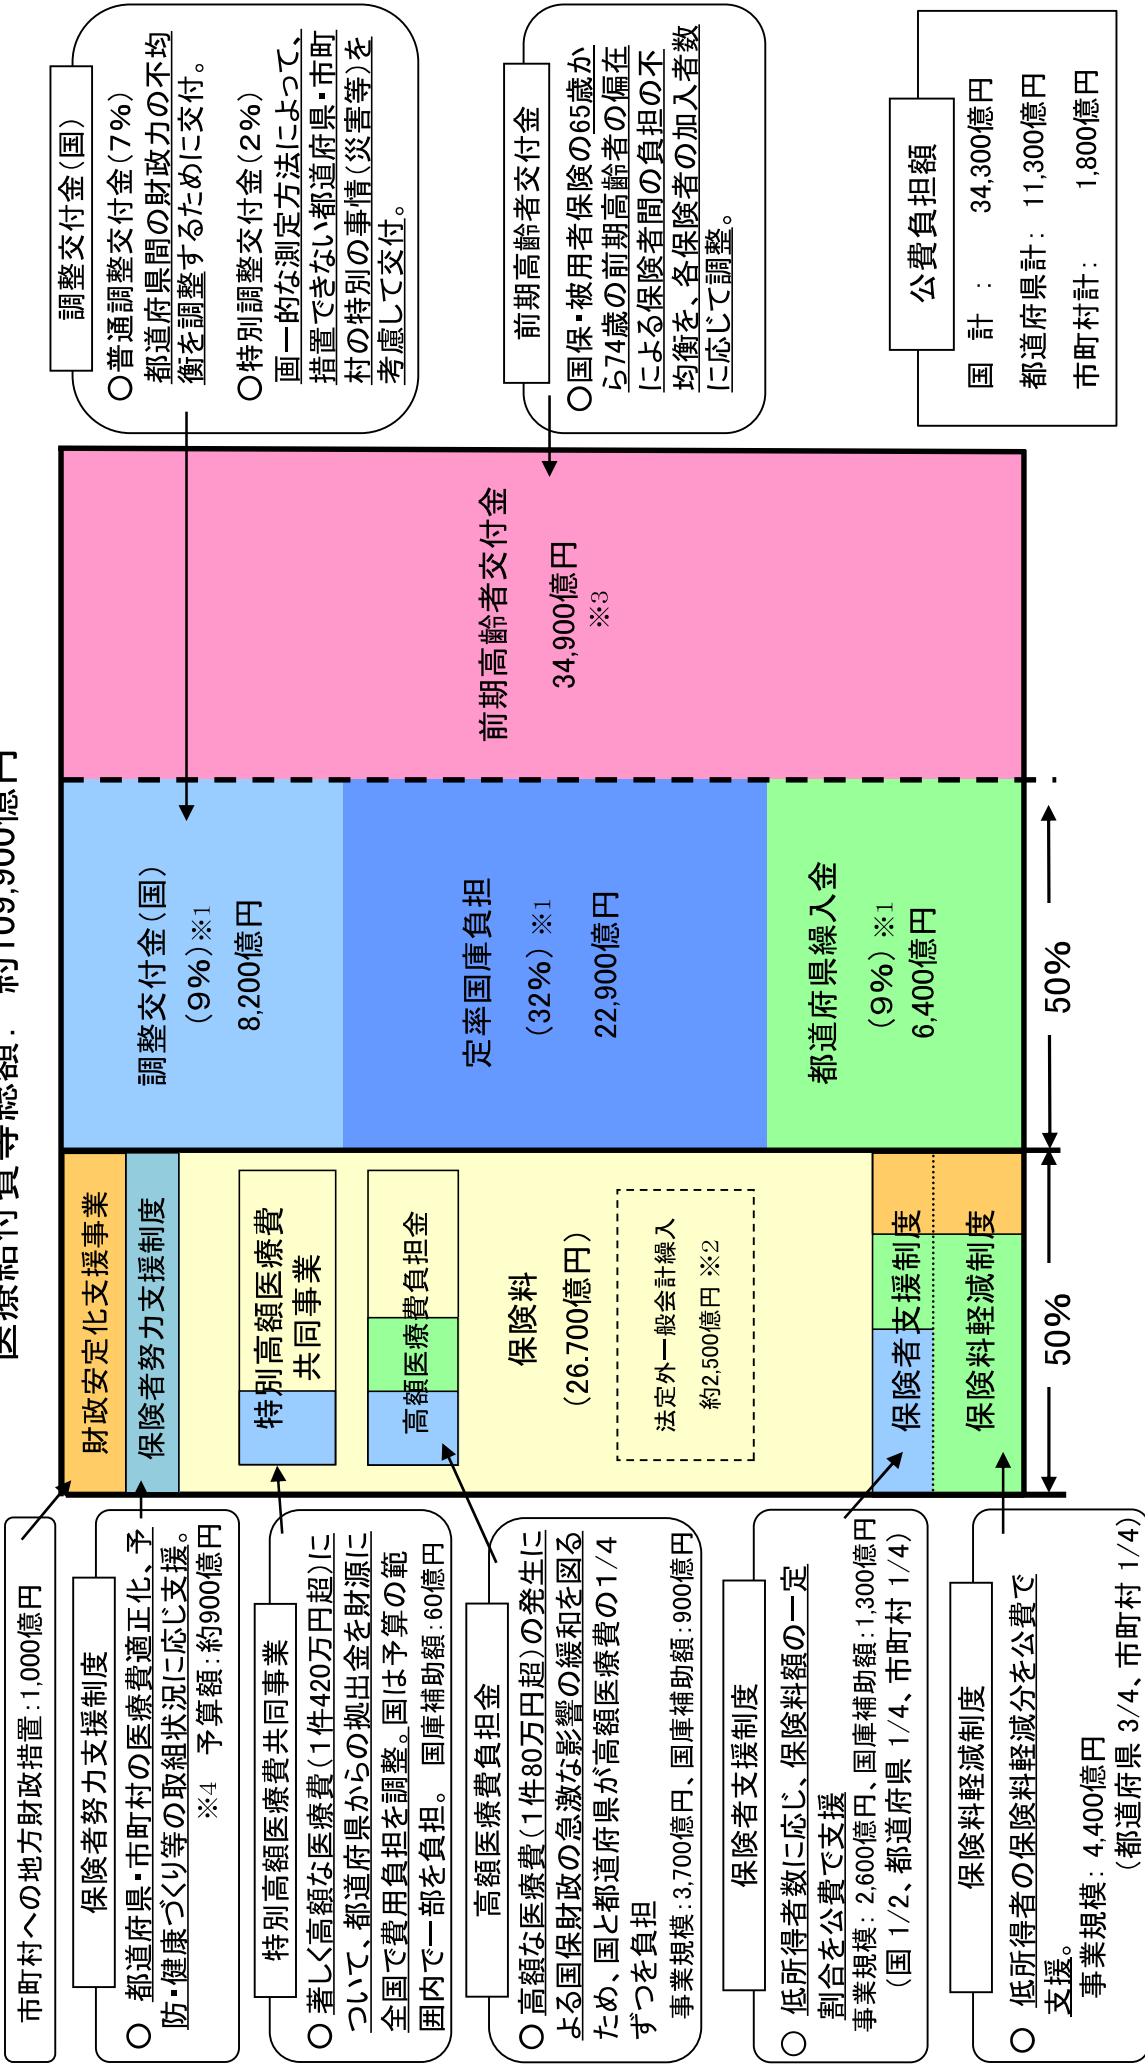 医療給付費等総額： 約109,900億円
市町村への地方財政措置：1,000億円
保険者努力支援制度
○ 都道府県・市町村の医療費適正化、予
防・健康づくり等の取組状況に応じ支援。
※4 予算額：約900億円
特別高額医療費共同事業
○ 著しく高額な医療費（1件420万円超）に
ついて、都道府県からの拠出金を財源に
全国で費用負担を調整。国は予算の範
囲内で一部を負担。 国庫補助額：60億円
高額医療費負担金
○ 高額な医療費（1件80万円超）の発生に
よる国保財政の急激な影響の緩和を図る
ため、国と都道府県が高額医療費の1/4
ずつを負担
事業規模：3,700億円、国庫補助額：900億円
保険者支援制度
○ 低所得者数に応じ、保険料額の一定
割合を公費で支援
事業規模：2,600億円、国庫補助額：1,300億円
（国 1/2、都道府県 1/4、市町村 1/4）
保険料軽減制度
○ 低所得者の保険料軽減分を公費で
支援。
事業規模：4,400億円
（都道府県 3/4、市町村 1/4）
財政安定化支援事業
保険者努力支援制度
特別高額医療費
共同事業
高額医療費負担金
保険料
（26.700億円）
法定外一般会計繰入
約2,500億円 ※2
保険者支援制度
保険料軽減制度
50%
調整交付金（国）
（9%）※1
8,200億円
定率国庫負担
（32%）※1
22,900億円
都道府県繰入金
（9%）※1
6,400億円
50%
前期高齢者交付金
34,900億円
※3
調整交付金（国）
○普通調整交付金（7%）
都道府県間の財政力の不均
衡を調整するために交付。
○特別調整交付金（2%）
画一的な測定方法によって、
措置できない都道府県・市町
村の特別の事情（災害等）を
考慮して交付。
前期高齢者交付金
○国保・被用者保険の65歳か
ら74歳の前期高齢者の偏在
による保険者間の負担の不
均衡を、各保険者の加入者数
に応じて調整。
公費負担額
国 計 ： 34,300億円
都道府県計： 11,300億円
市町村計： 1,800億円